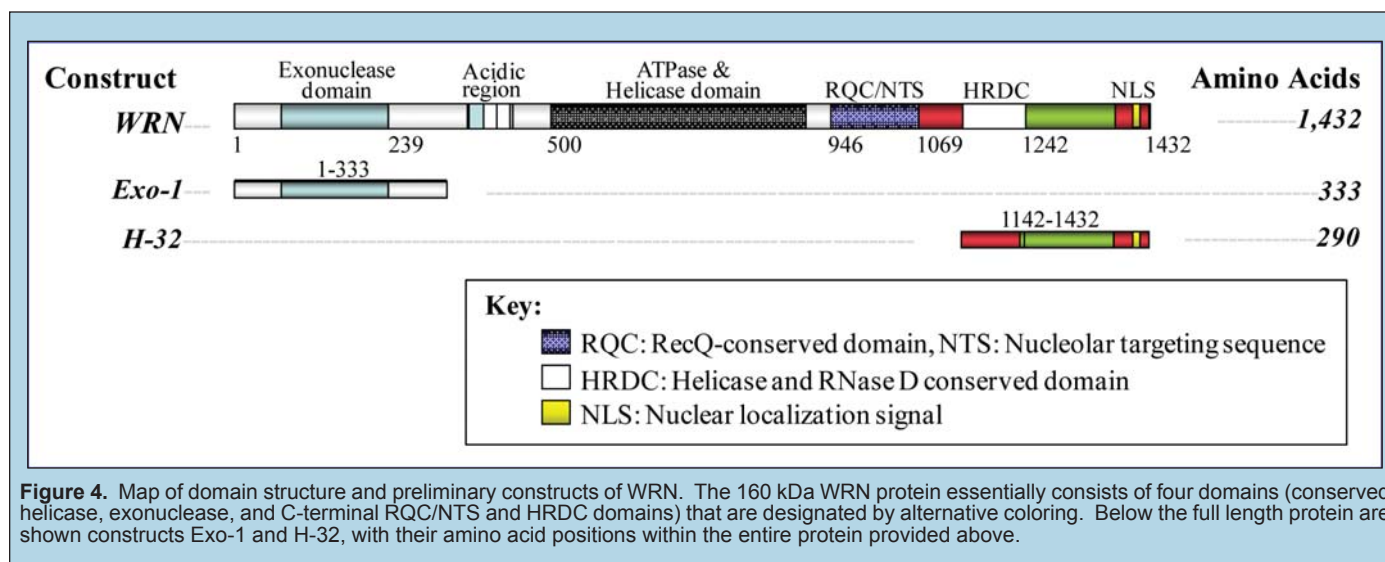 Construct
Exonuclease domain
Acidic region
ATPase & Helicase domain
RQC/NTS
HRDC
NLS
Amino Acids
WRN
1,432
1
239
500
946
1069
1242
1432
Exo-1
1-333
333
H-32
1142-1432
290
Key:
RQC: RecQ-conserved domain, NTS: Nucleolar targeting sequence
HRDC: Helicase and RNase D conserved domain
NLS: Nuclear localization signal
Figure 4. Map of domain structure and preliminary constructs of WRN. The 160 kDa WRN protein essentially consists of four domains (conserved
helicase, exonuclease, and C-terminal RQC/NTS and HRDC domains) that are designated by alternative coloring. Below the full length protein are
shown constructs Exo-1 and H-32, with their amino acid positions within the entire protein provided above.